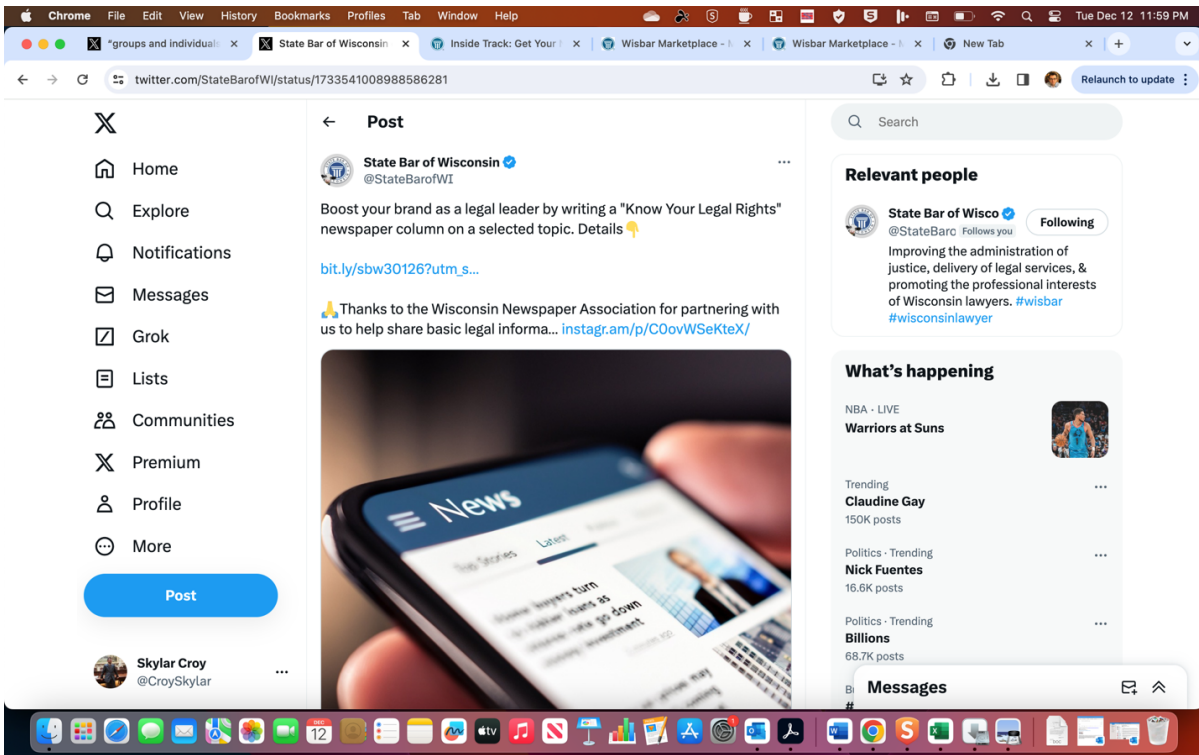 Chrome File Edit View History Bookmarks Profiles Tab Window Help Tue Dec 12 11:59 PM
"groups and individuals State Bar of Wisconsin Inside Track: Get Your Wisbar Marketplace - Wisbar Marketplace - New Tab
twitter.com/StateBarofWI/status/1733541008988586281 Relaunch to update
Home
Explore
Notifications
Messages
Grok
Lists
Communities
Premium
Profile
More
Post
Skylar Croy
@CroySkylar
Post
State Bar of Wisconsin
@StateBarofWI
Boost your brand as a legal leader by writing a "Know Your Legal Rights"
newspaper column on a selected topic. Details👇
bit.ly/sbw30126?utm_s...
🙏Thanks to the Wisconsin Newspaper Association for partnering with
us to help share basic legal informa... instagr.am/p/C0ovWSeKteX/
News
Top Stories Latest
buyers turn
loans as
go down
investment
Search
Relevant people
State Bar of Wisco
@StateBarc Follows you
Following
Improving the administration of
justice, delivery of legal services, &
promoting the professional interests
of Wisconsin lawyers. #wisbar
#wisconsinlawyer
What's happening
NBA · LIVE
Warriors at Suns
Trending
Claudine Gay
150K posts
Politics · Trending
Nick Fuentes
16.6K posts
Politics · Trending
Billions
68.7K posts
Messages
#
DEC
12
tv